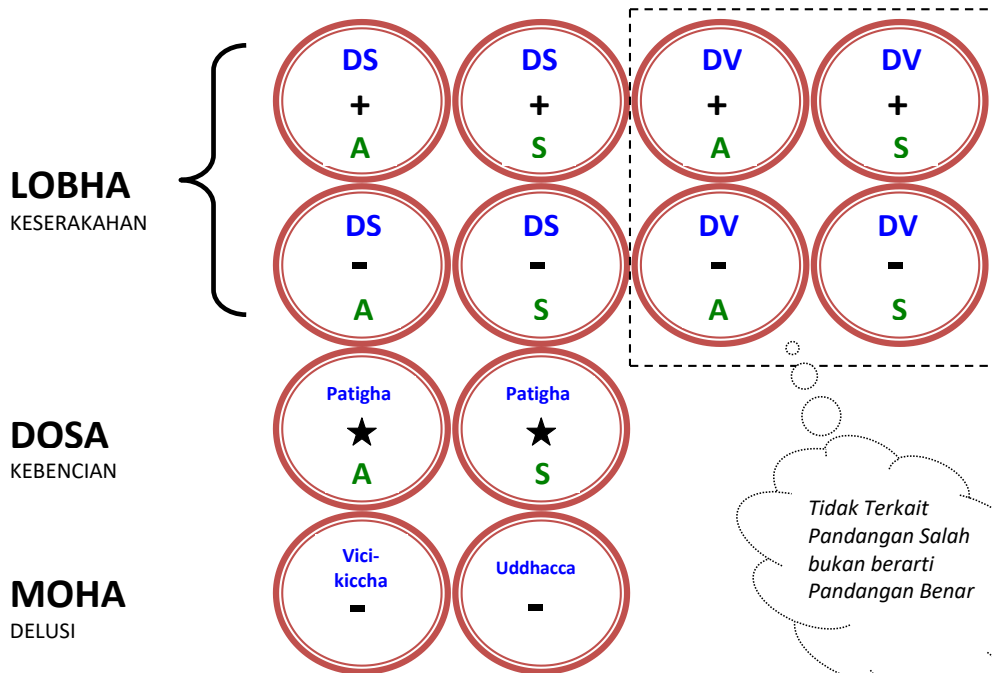 DS DS DV DV
+ + + +
A S A S
LOBHA
KESERAKAHAN
DS DS DV DV
- - - -
A S A S
DOSA
KEBENCIAN
Patigha Patigha
★ ★
A S
MOHA
DELUSI
Vici-
kiccha
-
Uddhacca
-
Tidak Terkait
Pandangan Salah
bukan berarti
Pandangan Benar